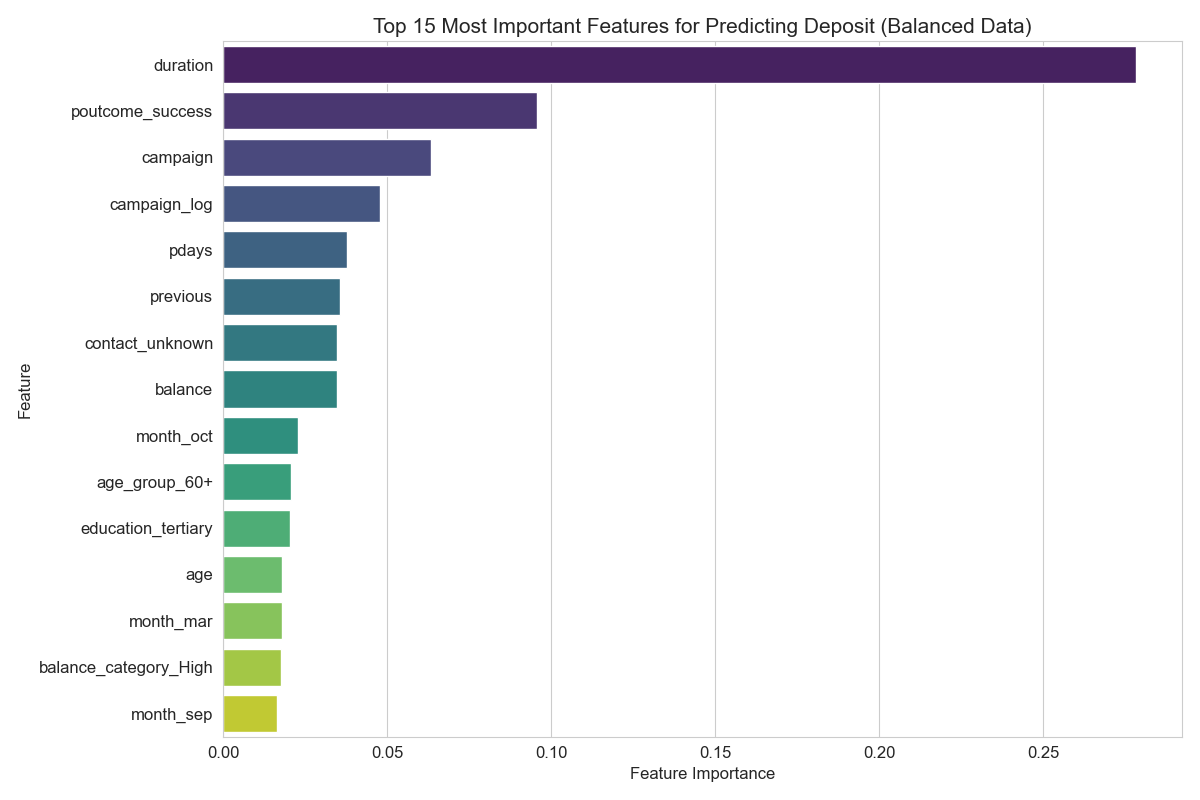 Top 15 Most Important Features for Predicting Deposit (Balanced Data)
Feature
duration
poutcome_success
campaign
campaign_log
pdays
previous
contact_unknown
balance
month_oct
age_group_60+
education_tertiary
age
month_mar
balance_category_High
month_sep
0.00 0.05 0.10 0.15 0.20 0.25
Feature Importance